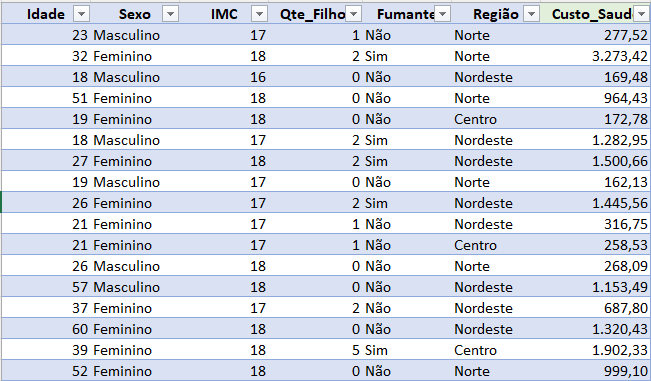 Idade Sexo IMC Qte_Filho Fumante Região Custo_Saud
23 Masculino 17 1 Não Norte 277,52
32 Feminino 18 2 Sim Norte 3.273,42
18 Masculino 16 0 Não Nordeste 169,48
51 Feminino 18 0 Não Norte 964,43
19 Feminino 18 0 Não Centro 172,78
18 Masculino 17 2 Sim Nordeste 1.282,95
27 Feminino 18 2 Sim Nordeste 1.500,66
19 Masculino 17 0 Não Norte 162,13
26 Feminino 17 2 Sim Nordeste 1.445,56
21 Feminino 17 1 Não Nordeste 316,75
21 Feminino 17 1 Não Centro 258,53
26 Masculino 18 0 Não Norte 268,09
57 Masculino 18 0 Não Nordeste 1.153,49
37 Feminino 17 2 Não Nordeste 687,80
60 Feminino 18 0 Não Nordeste 1.320,43
39 Feminino 18 5 Sim Centro 1.902,33
52 Feminino 18 0 Não Norte 999,10